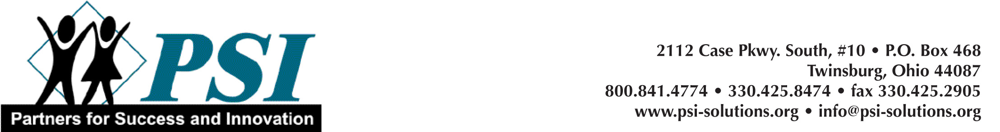 PSI
Partners for Success and Innovation
2112 Case Pkwy. South, #10 • P.O. Box 468
Twinsburg, Ohio 44087
800.841.4774 • 330.425.8474 • fax 330.425.2905
www.psi-solutions.org • info@psi-solutions.org